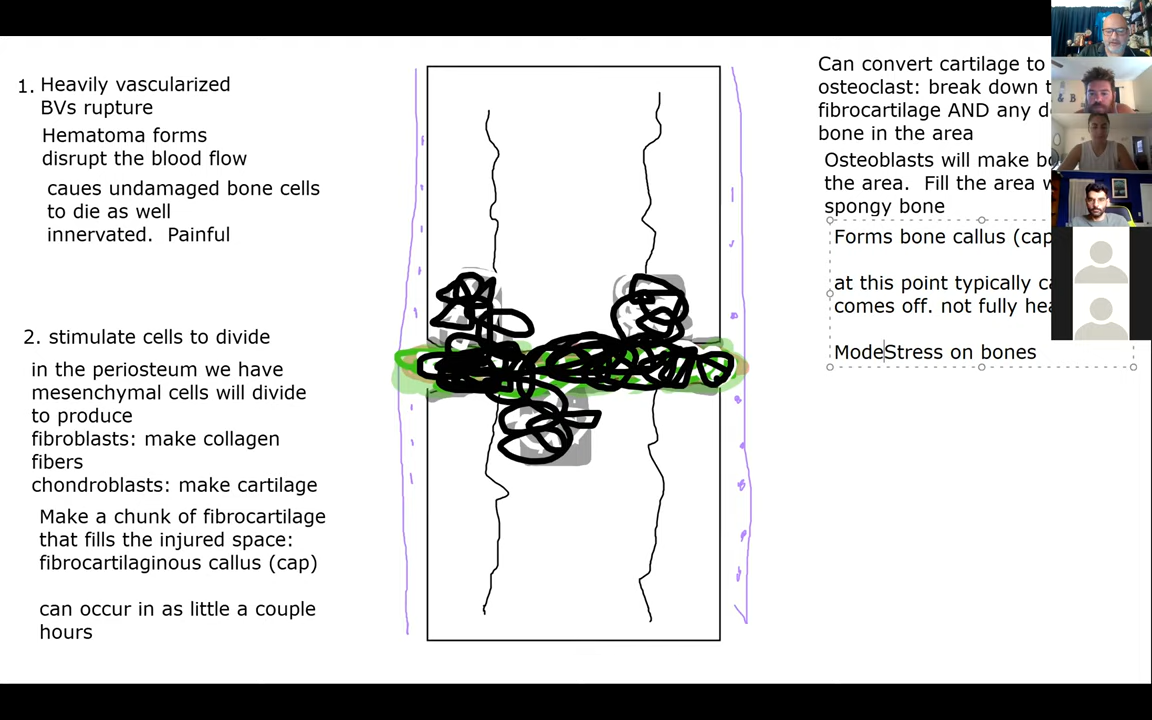 1. Heavily vascularized
BVs rupture
Hematoma forms
disrupt the blood flow
caues undamaged bone cells
to die as well
innervated. Painful
2. stimulate cells to divide
in the periosteum we have
mesenchymal cells will divide
to produce
fibroblasts: make collagen
fibers
chondroblasts: make cartilage
Make a chunk of fibrocartilage
that fills the injured space:
fibrocartilaginous callus (cap)
can occur in as little a couple
hours
Can convert cartilage to
osteoclast: break down
fibrocartilage AND any
bone in the area
Osteoblasts will make
the area. Fill the area
spongy bone
Forms bone callus (cap
at this point typically
comes off. not fully
ModeStress on bones